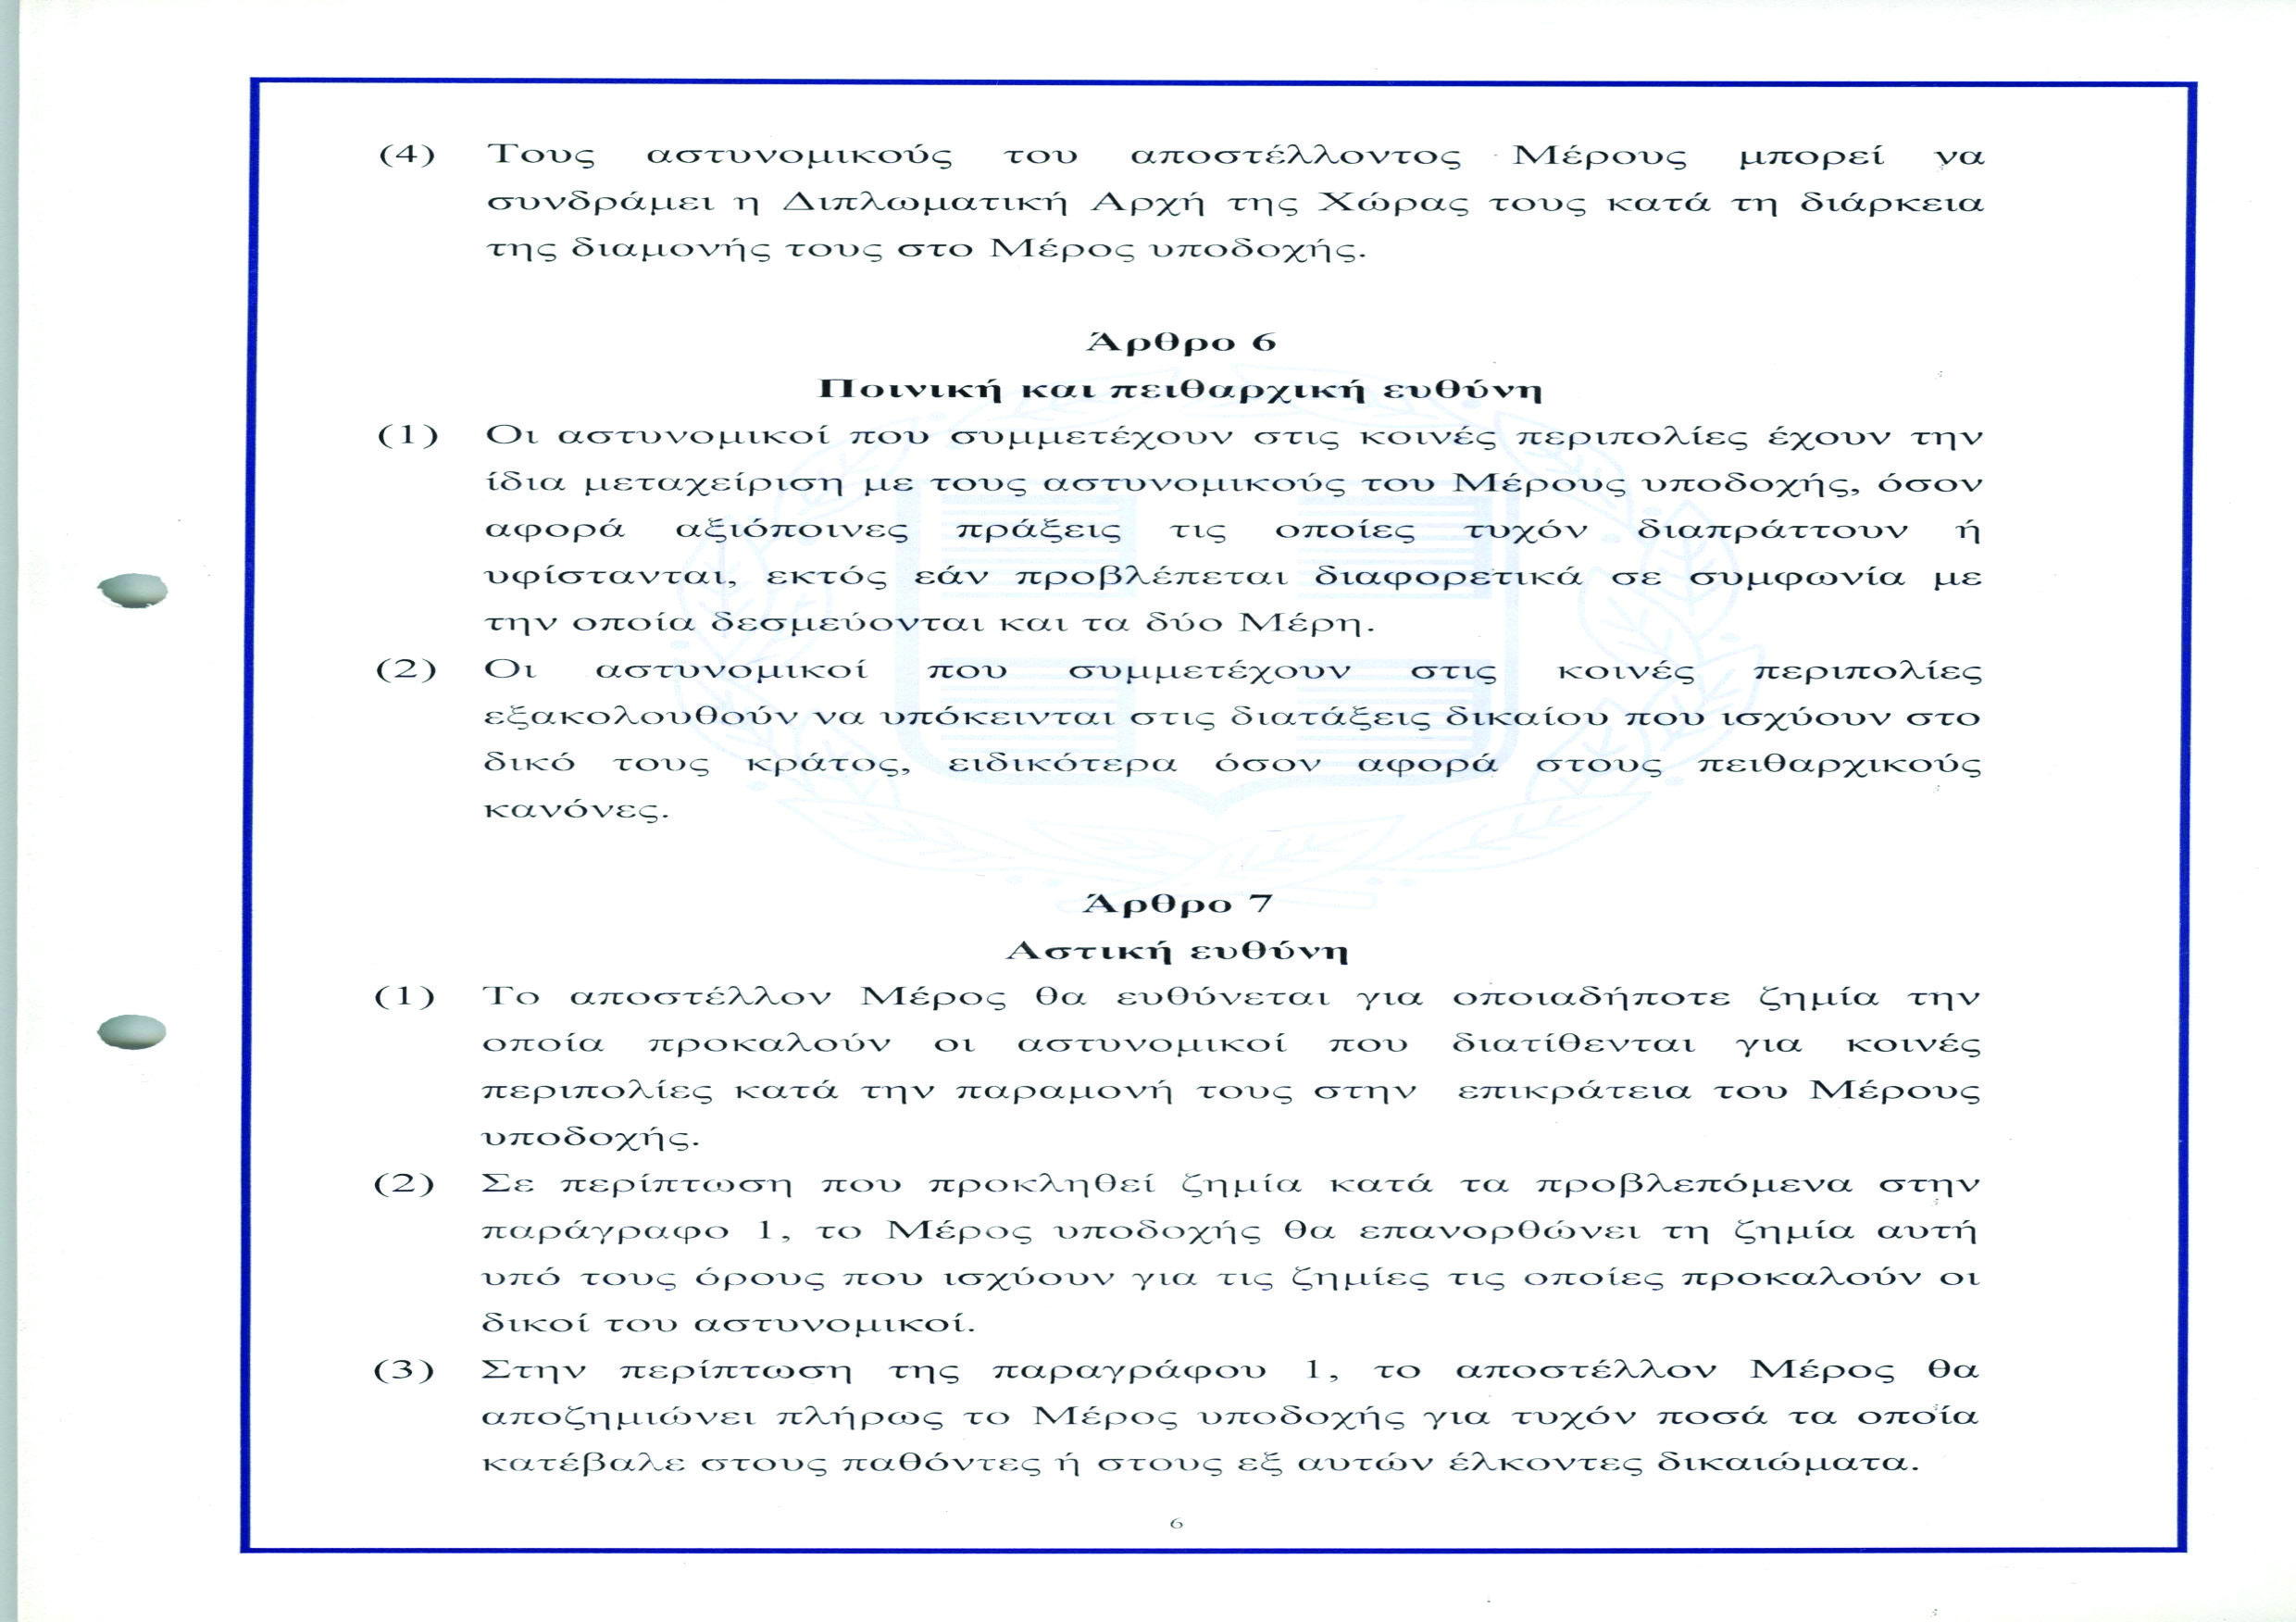 (4) Τους αστυνομικούς του αποστέλλοντος Μέρους μπορεί να
συνδράμει η Διπλωματική Αρχή της Χώρας τους κατά τη διάρκεια
της διαμονής τους στο Μέρος υποδοχής.
Άρθρο 6
Ποινική και πειθαρχική ευθύνη
(1) Οι αστυνομικοί που συμμετέχουν στις κοινές περιπολίες έχουν την
ίδια μεταχείριση με τους αστυνομικούς του Μέρους υποδοχής, όσον
αφορά αξιόποινες πράξεις τις οποίες τυχόν διαπράττουν ή
υφίστανται, εκτός εάν προβλέπεται διαφορετικά σε συμφωνία με
την οποία δεσμεύονται και τα δύο Μέρη.
(2) Οι αστυνομικοί που συμμετέχουν στις κοινές περιπολίες
εξακολουθούν να υπόκεινται στις διατάξεις δικαίου που ισχύουν στο
δικό τους κράτος, ειδικότερα όσον αφορά στους πειθαρχικούς
κανόνες.
Άρθρο 7
Αστική ευθύνη
(1) Το αποστέλλον Μέρος θα ευθύνεται για οποιαδήποτε ζημία την
οποία προκαλούν οι αστυνομικοί που διατίθενται για κοινές
περιπολίες κατά την παραμονή τους στην επικράτεια του Μέρους
υποδοχής.
(2) Σε περίπτωση που προκληθεί ζημία κατά τα προβλεπόμενα στην
παράγραφο 1, το Μέρος υποδοχής θα επανορθώνει τη ζημία αυτή
υπό τους όρους που ισχύουν για τις ζημίες τις οποίες προκαλούν οι
δικοί του αστυνομικοί.
(3) Στην περίπτωση της παραγράφου 1, το αποστέλλον Μέρος θα
αποζημιώνει πλήρως το Μέρος υποδοχής για τυχόν ποσά τα οποία
κατέβαλε στους παθόντες ή στους εξ αυτών έλκοντες δικαιώματα.
6